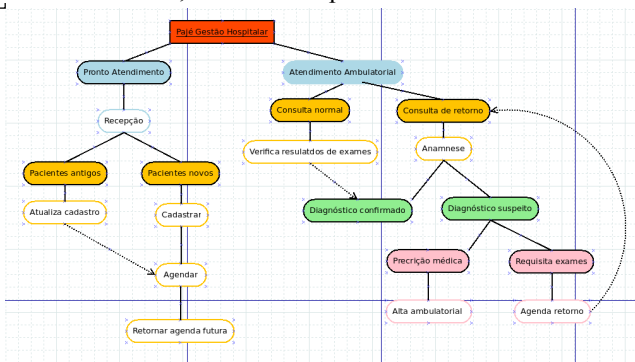 Pajé Gestão Hospitalar
Pronto Atendimento
Atendimento Ambulatorial
Recepção
Consulta normal
Consulta de retorno
Verifica resulatdos de exames
Anamnese
Pacientes antigos
Pacientes novos
Atualiza cadastro
Cadastrar
Diagnóstico confirmado
Diagnóstico suspeito
Agendar
Precrição médica
Requisita exames
Alta ambulatorial
Agenda retorno
Retornar agenda futura